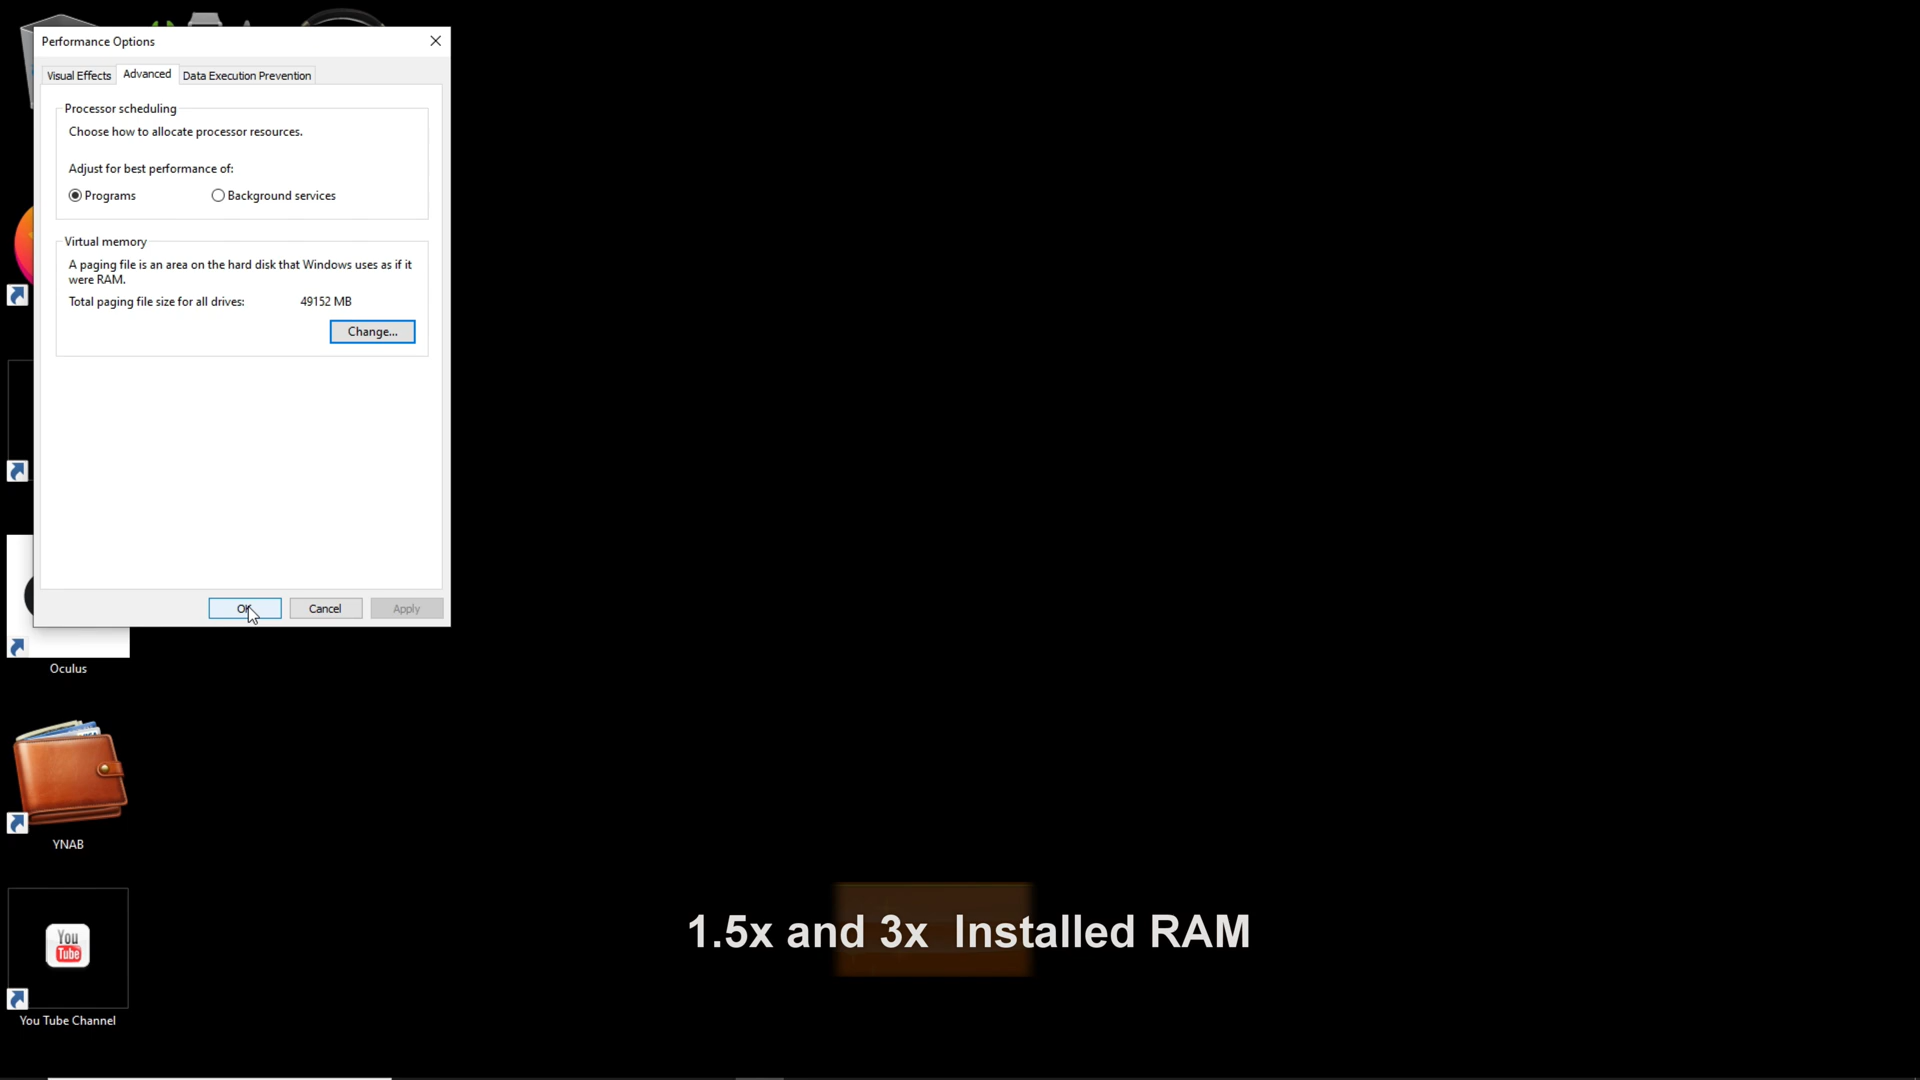 Performance Options
Visual Effects
Advanced
Data Execution Prevention
Processor scheduling
Choose how to allocate processor resources.
Adjust for best performance of:
Programs
Background services
Virtual memory
A paging file is an area on the hard disk that Windows uses as if it
were RAM.
Total paging file size for all drives:
49152 MB
Change...
OK
Cancel
Apply
Oculus
YNAB
You
Tube
You Tube Channel
1.5x and 3x Installed RAM